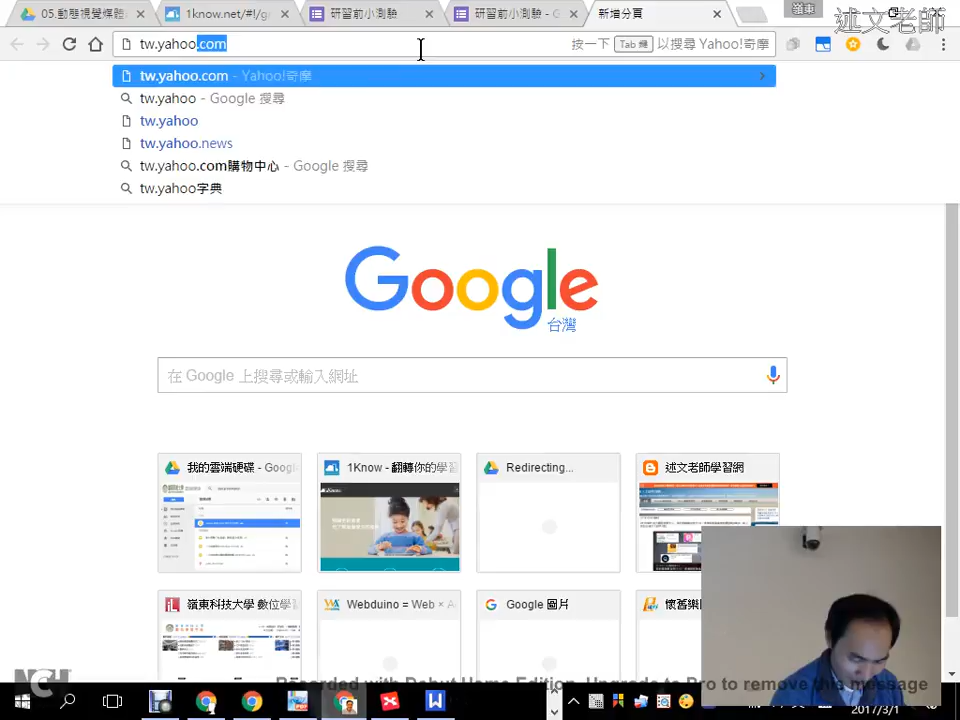 05.動態視覺媒體
1know.net/#!/gr
研習前小測驗
研習前小測驗 - G
新增分頁
嶺東
述文老師
tw.yahoo.com
按一下 Tab 鍵 以搜尋 Yahoo!奇摩
tw.yahoo.com - Yahoo!奇摩
tw.yahoo - Google 搜尋
tw.yahoo
tw.yahoo.news
tw.yahoo.com購物中心 - Google 搜尋
tw.yahoo字典
Google
台灣
在 Google 上搜尋或輸入網址
我的雲端硬碟 - Googl
1Know - 翻轉你的學習
Redirecting...
述文老師學習網
嶺東科技大學 數位學習
Webduino = Web × A
Google 圖片
懷舊樂
NCH
Recorded with Debut Home Edition. Upgrade to Pro to remove this message
2017/3/1